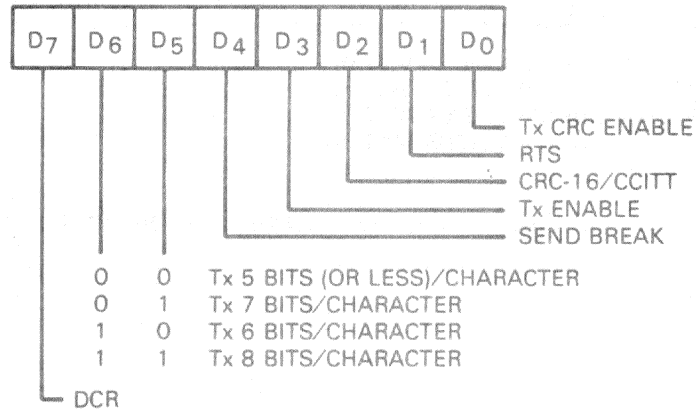 D7 D6 D5 D4 D3 D2 D1 D0
Tx CRC ENABLE
RTS
CRC-16/CCITT
Tx ENABLE
SEND BREAK
0 0 Tx 5 BITS (OR LESS)/CHARACTER
0 1 Tx 7 BITS/CHARACTER
1 0 Tx 6 BITS/CHARACTER
1 1 Tx 8 BITS/CHARACTER
DCR